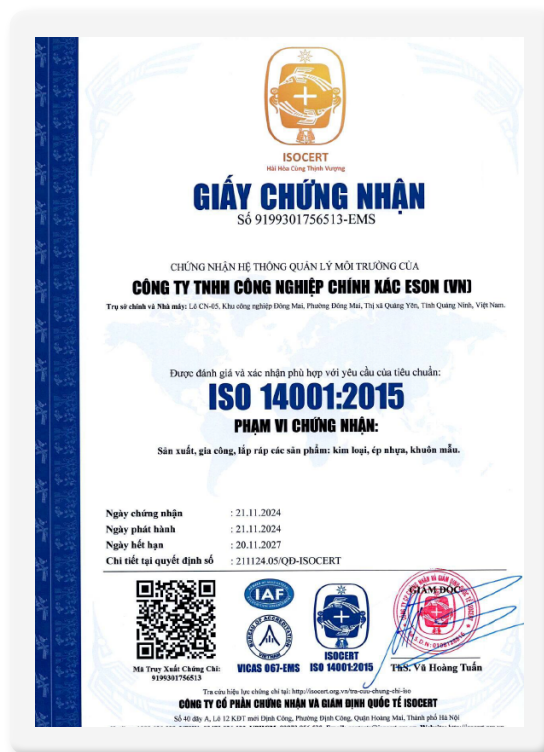 ISOCERT
Hài Hòa Cùng Thịnh Vượng
GIẤY CHỨNG NHẬN
Số 9199301756513-EMS
CHỨNG NHẬN HỆ THỐNG QUẢN LÝ MÔI TRƯỜNG CỦA
CÔNG TY TNHH CÔNG NGHIỆP CHÍNH XÁC ESON (VN)
Trụ sở chính và Nhà máy: Lô CN-05, Khu công nghiệp Đông Mai, Phường Đông Mai, Thị xã Quảng Yên, Tỉnh Quảng Ninh, Việt Nam.
Được đánh giá và xác nhận phù hợp với yêu cầu của tiêu chuẩn:
ISO 14001:2015
PHẠM VI CHỨNG NHẬN:
Sản xuất, gia công, lắp ráp các sản phẩm: kim loại, ép nhựa, khuôn mẫu.
Ngày chứng nhận : 21.11.2024
Ngày phát hành : 21.11.2024
Ngày hết hạn : 20.11.2027
Chi tiết tại quyết định số : 211124.05/QĐ-ISOCERT
IAF
BUREAU OF ACCREDITATION
VIETNAM
VICAS 067-EMS
ISOCERT
ISO 14001:2015
GIÁM ĐỐC
ThS. Vũ Hoàng Tuấn
Mã Truy Xuất Chứng Chỉ:
9199301756513
Tra cứu hiệu lực chứng chỉ tại: http://isocert.org.vn/tra-cuu-chung-chi-iso
CÔNG TY CỔ PHẦN CHỨNG NHẬN VÀ GIÁM ĐỊNH QUỐC TẾ ISOCERT
Số 40 dãy A, Lô 12 KĐT mới Định Công, Phường Định Công, Quận Hoàng Mai, Thành phố Hà Nội